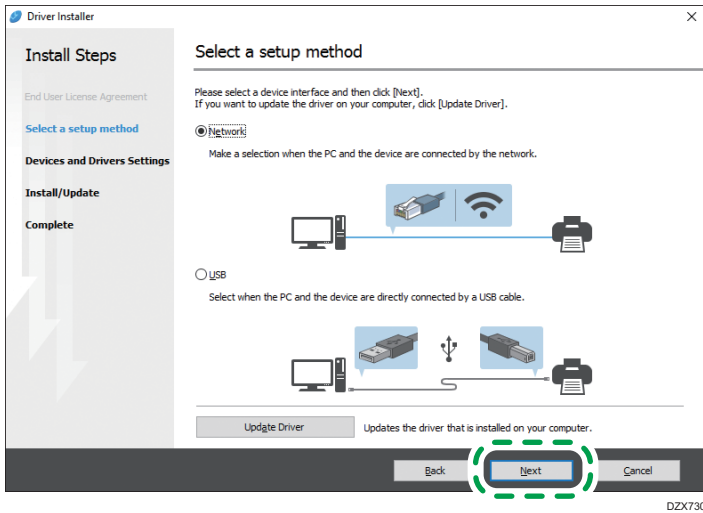 Driver Installer
Install Steps
End User License Agreement
Select a setup method
Devices and Drivers Settings
Install/Update
Complete
Select a setup method
Please select a device interface and then click [Next].
If you want to update the driver on your computer, click [Update Driver].
Network
Make a selection when the PC and the device are connected by the network.
USB
Select when the PC and the device are directly connected by a USB cable.
Update Driver
Updates the driver that is installed on your computer.
Back
Next
Cancel
DZX730